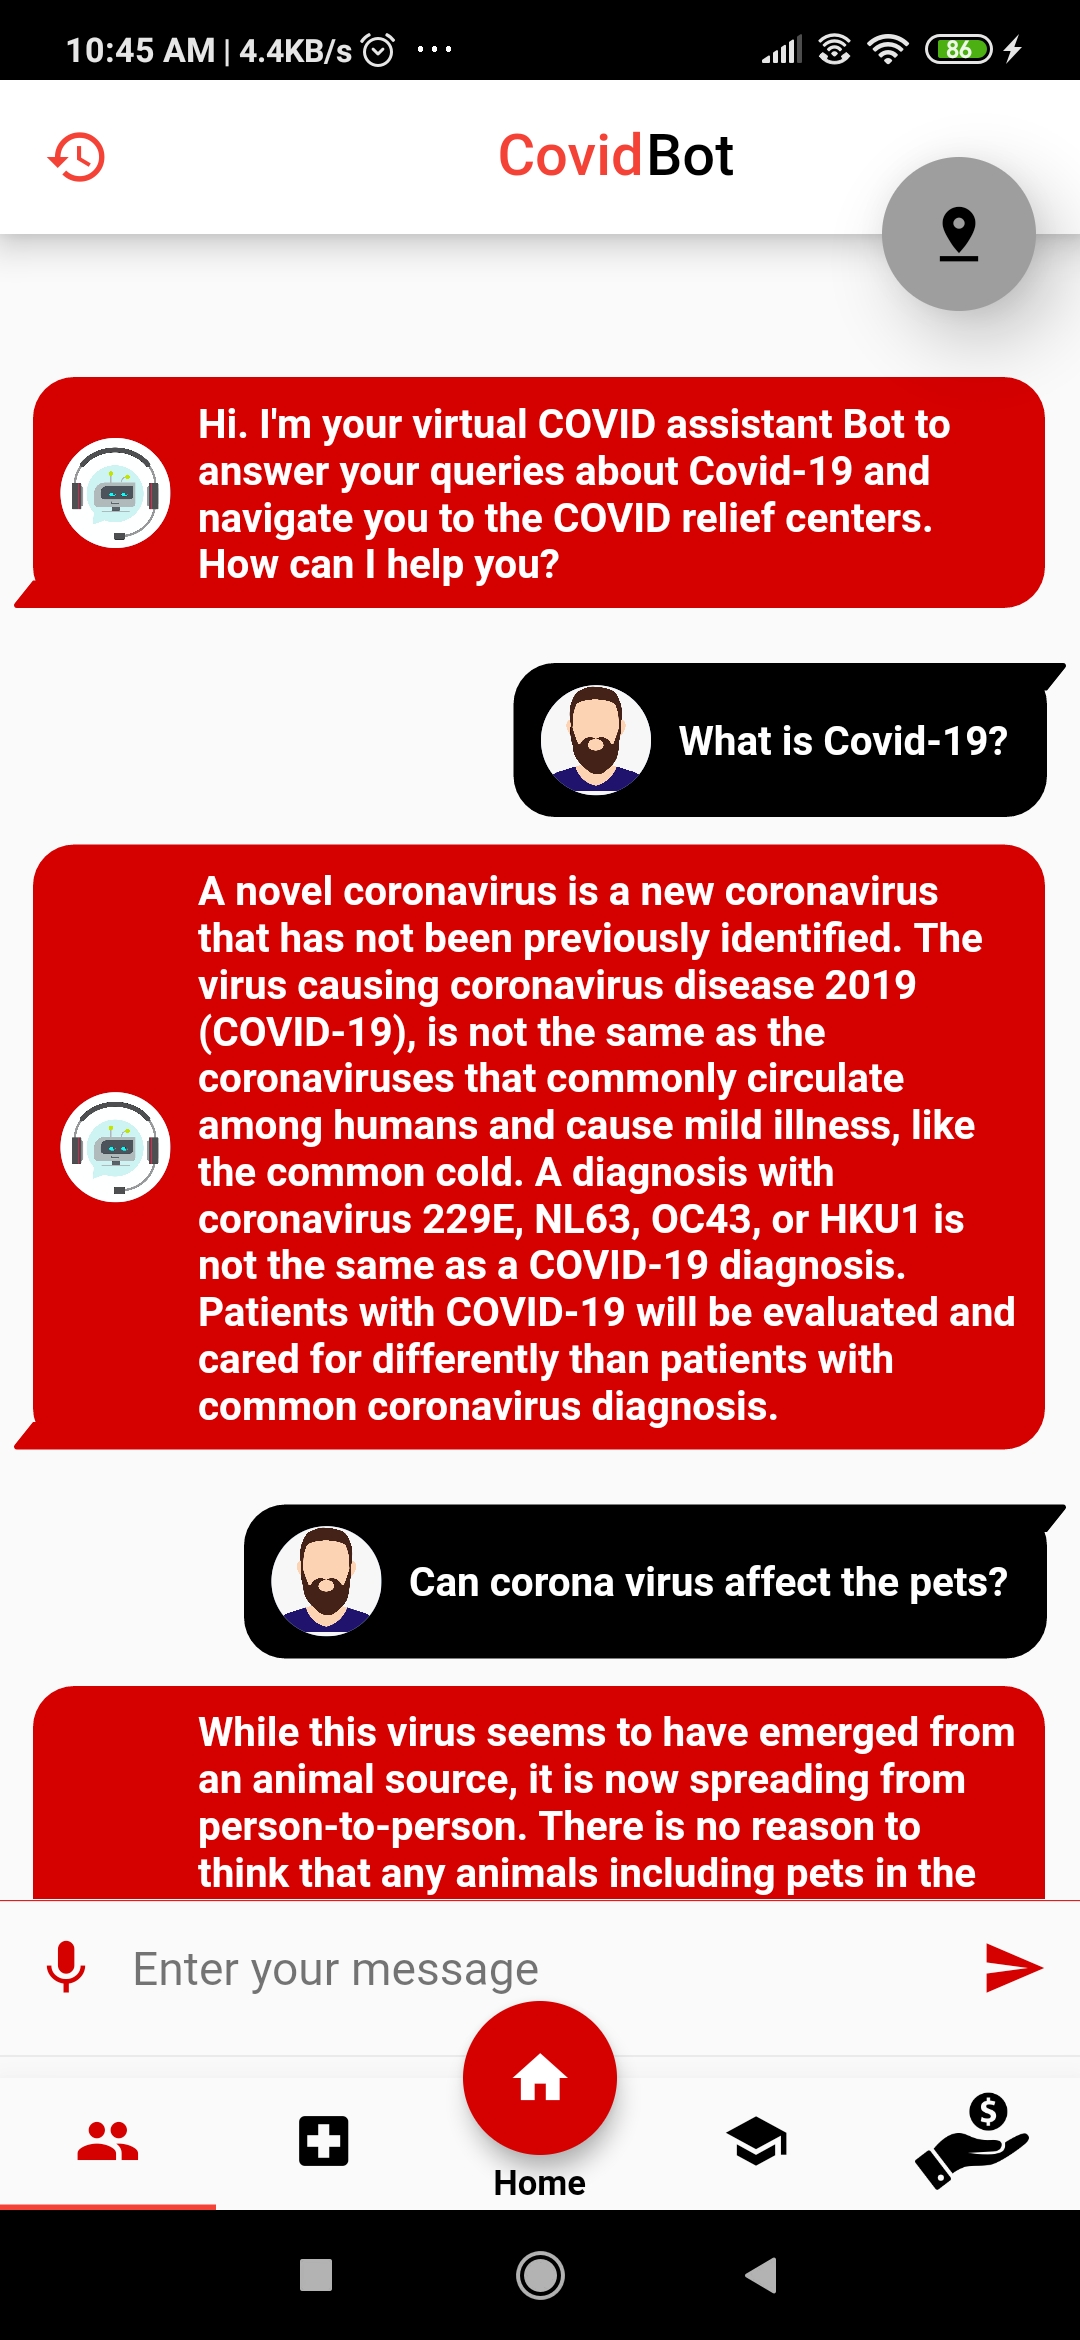 10:45 AM | 4.4KB/s ...
86
CovidBot
Hi. I'm your virtual COVID assistant Bot to
answer your queries about Covid-19 and
navigate you to the COVID relief centers.
How can I help you?
What is Covid-19?
A novel coronavirus is a new coronavirus
that has not been previously identified. The
virus causing coronavirus disease 2019
(COVID-19), is not the same as the
coronaviruses that commonly circulate
among humans and cause mild illness, like
the common cold. A diagnosis with
coronavirus 229E, NL63, OC43, or HKU1 is
not the same as a COVID-19 diagnosis.
Patients with COVID-19 will be evaluated and
cared for differently than patients with
common coronavirus diagnosis.
Can corona virus affect the pets?
While this virus seems to have emerged from
an animal source, it is now spreading from
person-to-person. There is no reason to
think that any animals including pets in the
Enter your message
$
Home